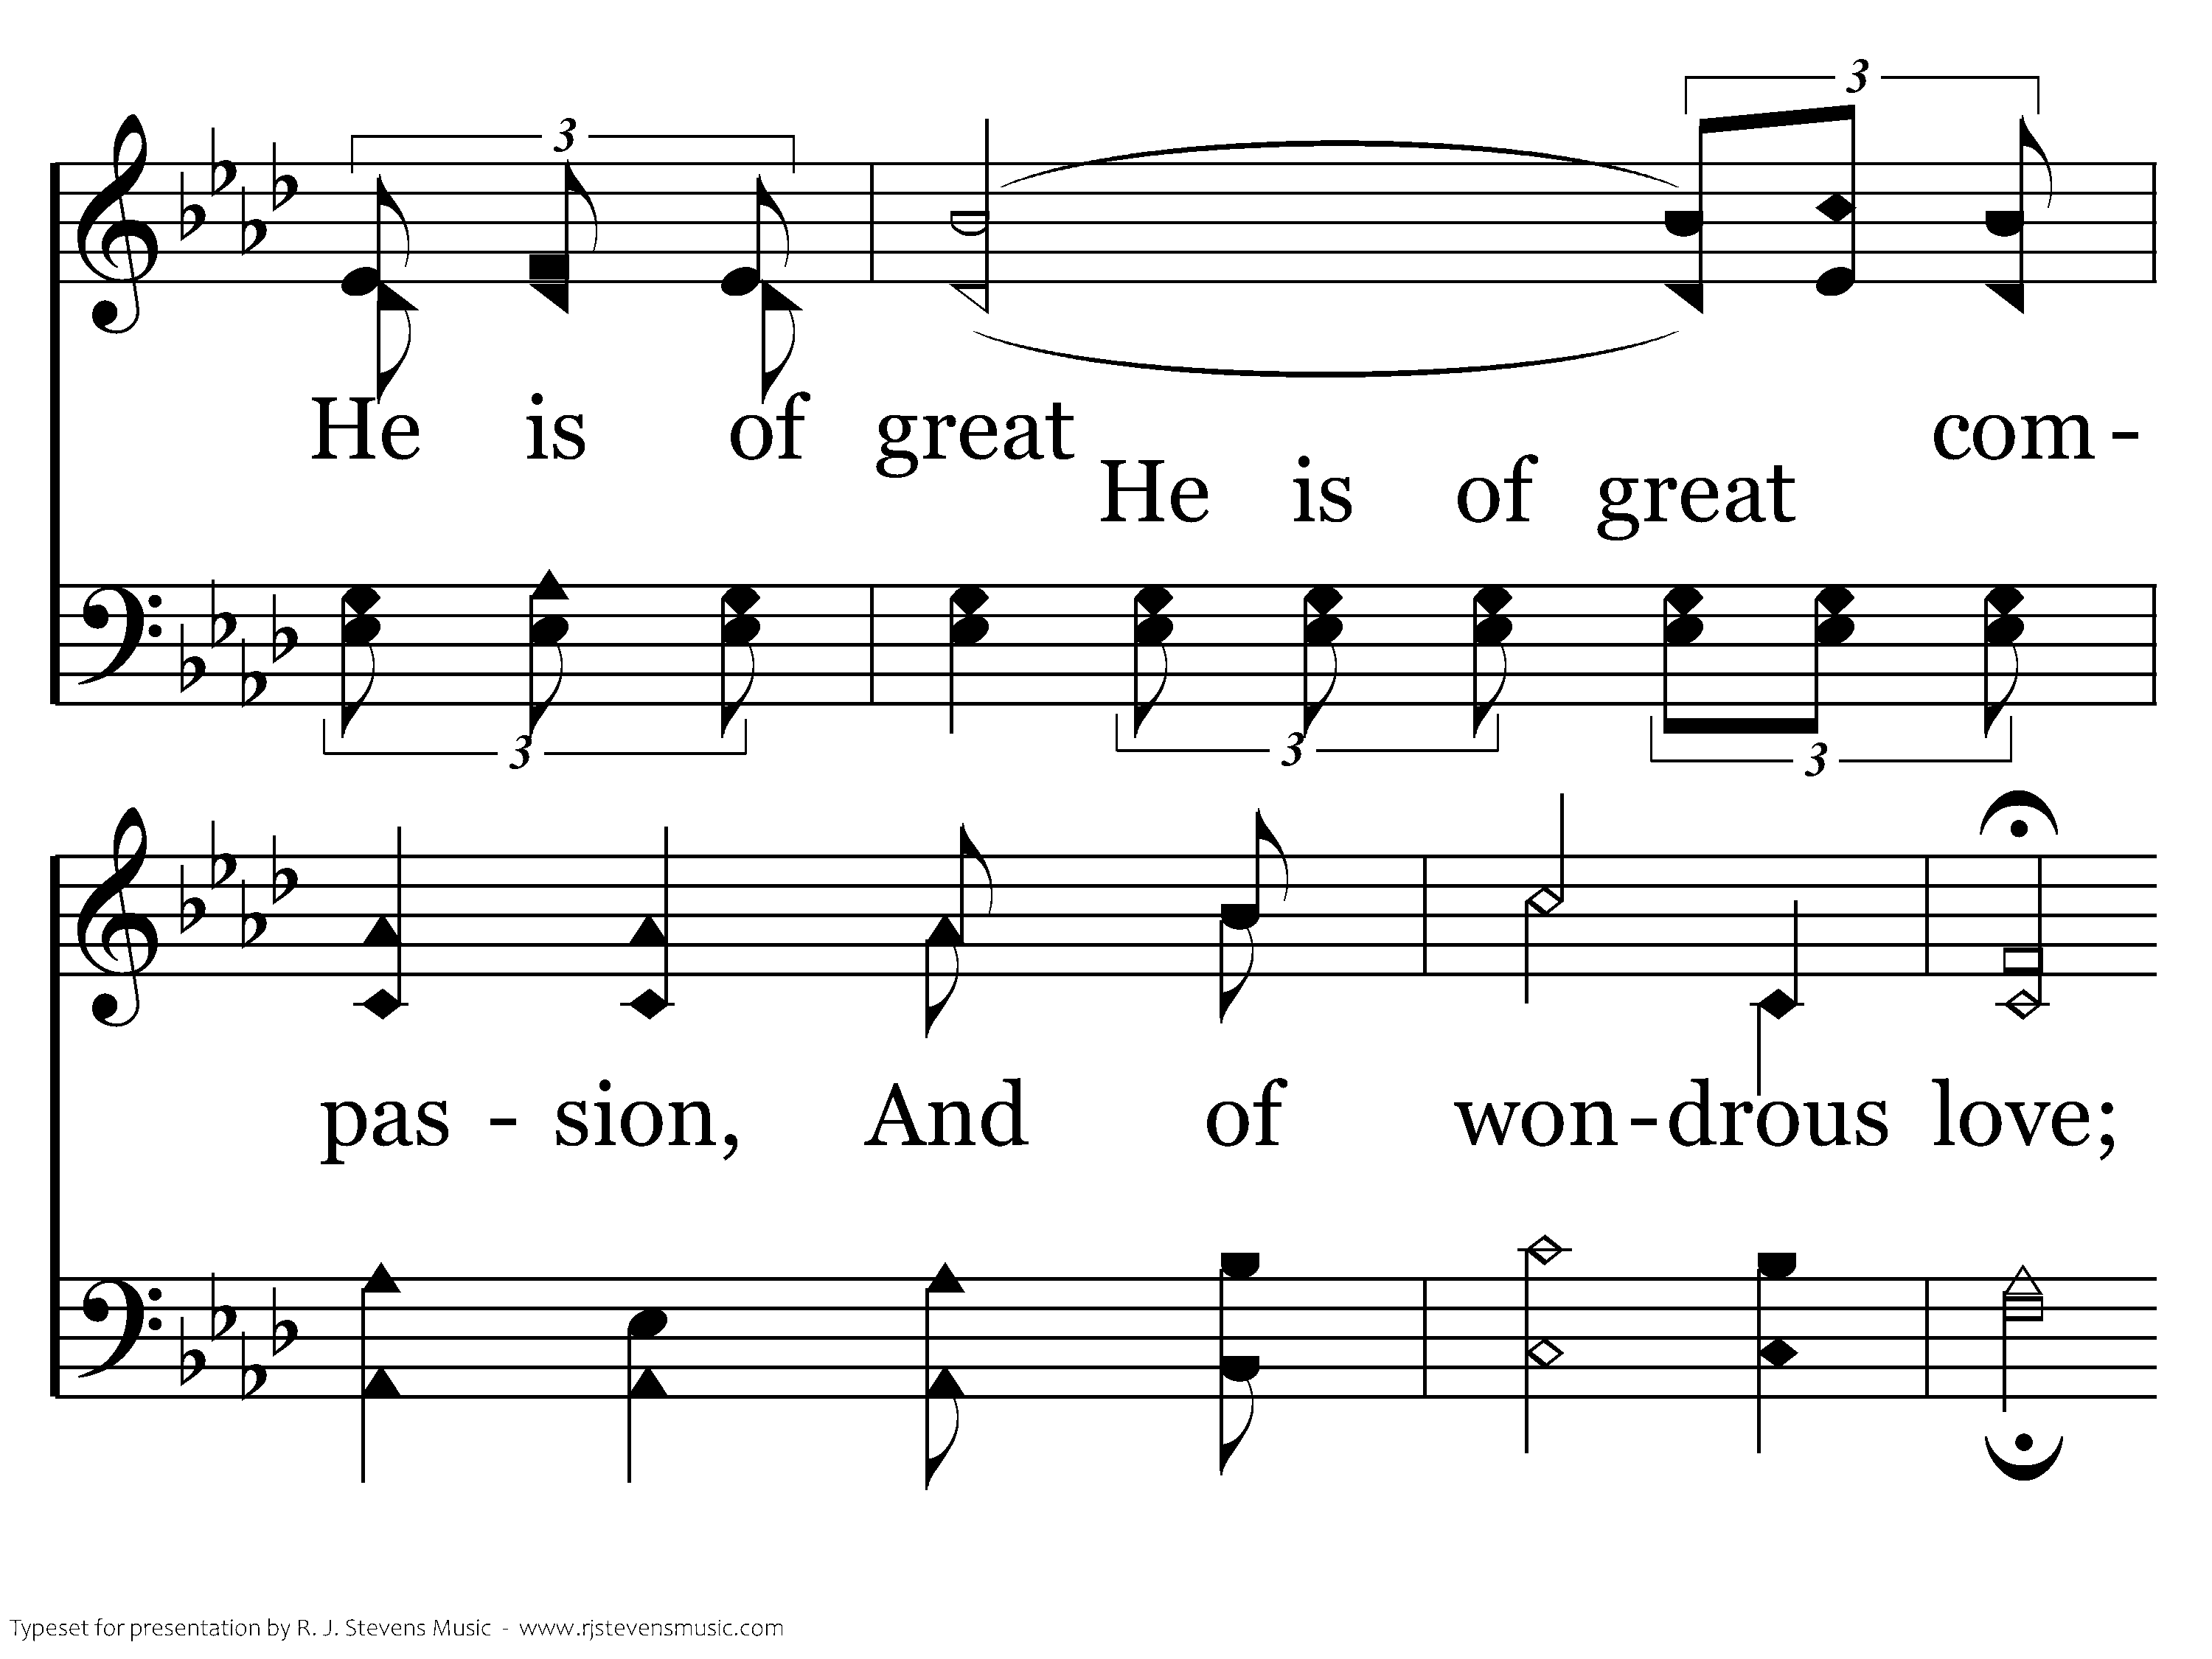 3
3
He is of great com-
He is of great
3
3
3
pas - sion, And of won-drous love;
Typeset for presentation by R. J. Stevens Music - www.rjstevensmusic.com